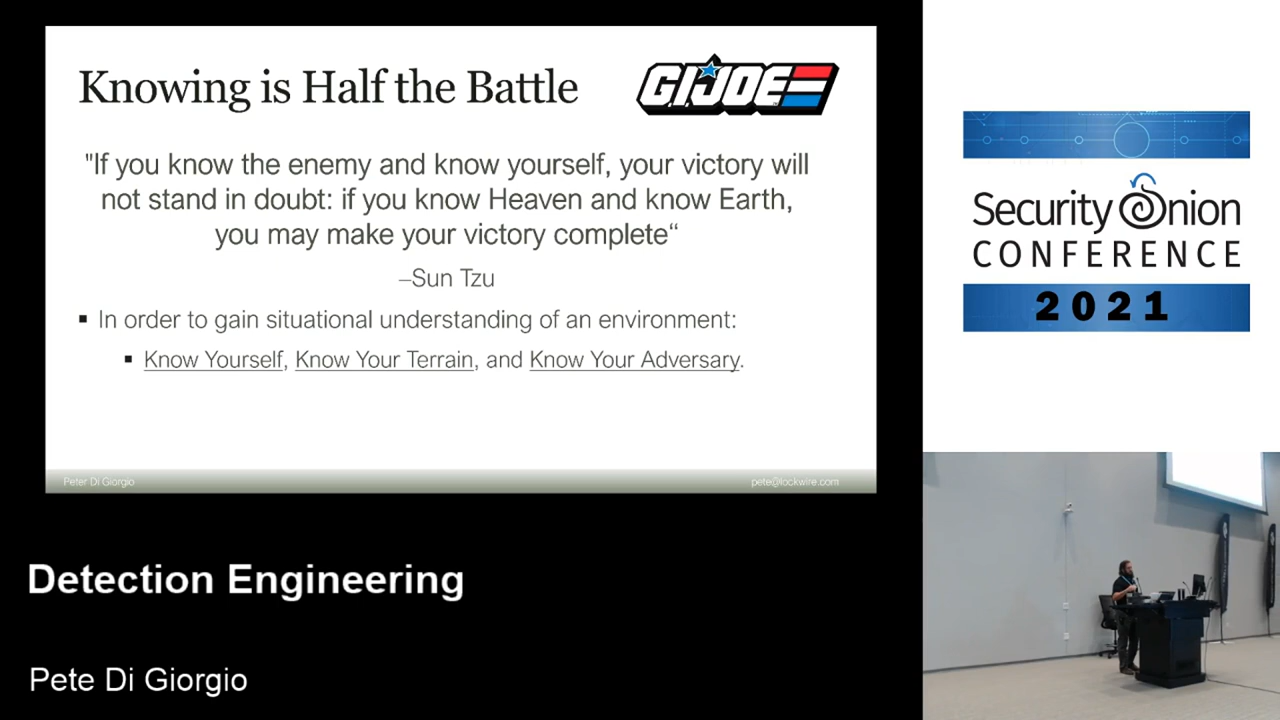 Knowing is Half the Battle
G.I.JOE
"If you know the enemy and know yourself, your victory will
not stand in doubt: if you know Heaven and know Earth,
you may make your victory complete“
–Sun Tzu
▪ In order to gain situational understanding of an environment:
▪ Know Yourself, Know Your Terrain, and Know Your Adversary.
Peter Di Giorgio
pete@lockwire.com
Detection Engineering
Pete Di Giorgio
Security Onion
CONFERENCE
2021